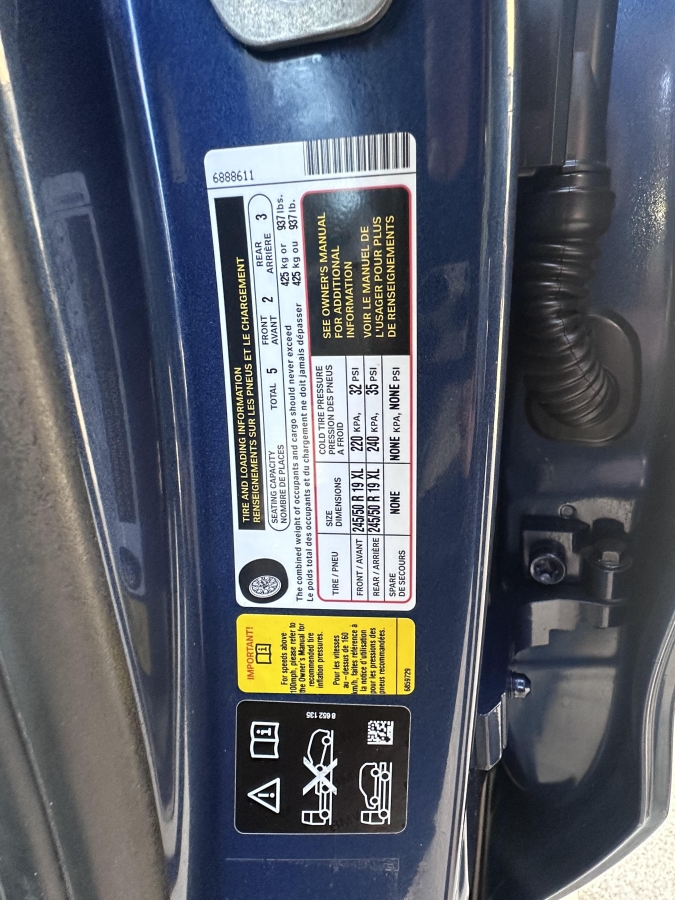 6888611
TIRE AND LOADING INFORMATION
RENSEIGNEMENTS SUR LES PNEUS ET LE CHARGEMENT
SEATING CAPACITY
NOMBRE DE PLACES
TOTAL 5
FRONT
AVANT 2
REAR
ARRIÈRE 3
The combined weight of occupants and cargo should never exceed 425 kg or 937 lbs.
Le poids total des occupants et du chargement ne doit jamais dépasser 425 kg ou 937 lb.
TIRE / PNEU
SIZE
DIMENSIONS
COLD TIRE PRESSURE
PRESSION DES PNEUS
A FROID
FRONT / AVANT 245/50 R 19 XL 220 KPA, 32 PSI
REAR / ARRIÈRE 245/50 R 19 XL 240 KPA, 35 PSI
SPARE
DE SECOURS
NONE NONE KPA, NONE PSI
SEE OWNER'S MANUAL
FOR ADDITIONAL
INFORMATION
VOIR LE MANUEL DE
L'USAGER POUR PLUS
DE RENSEIGNEMENTS
IMPORTANT!
For speeds above
100mph, please refer to
the Owner's Manual for
recommended tire
inflation pressures.
Pour les vitesses
au-dessus de 160
km/h, faites référence à
la notice d'utilisation
pour les pressions des
pneus recommandées.
6859729
8 652 135